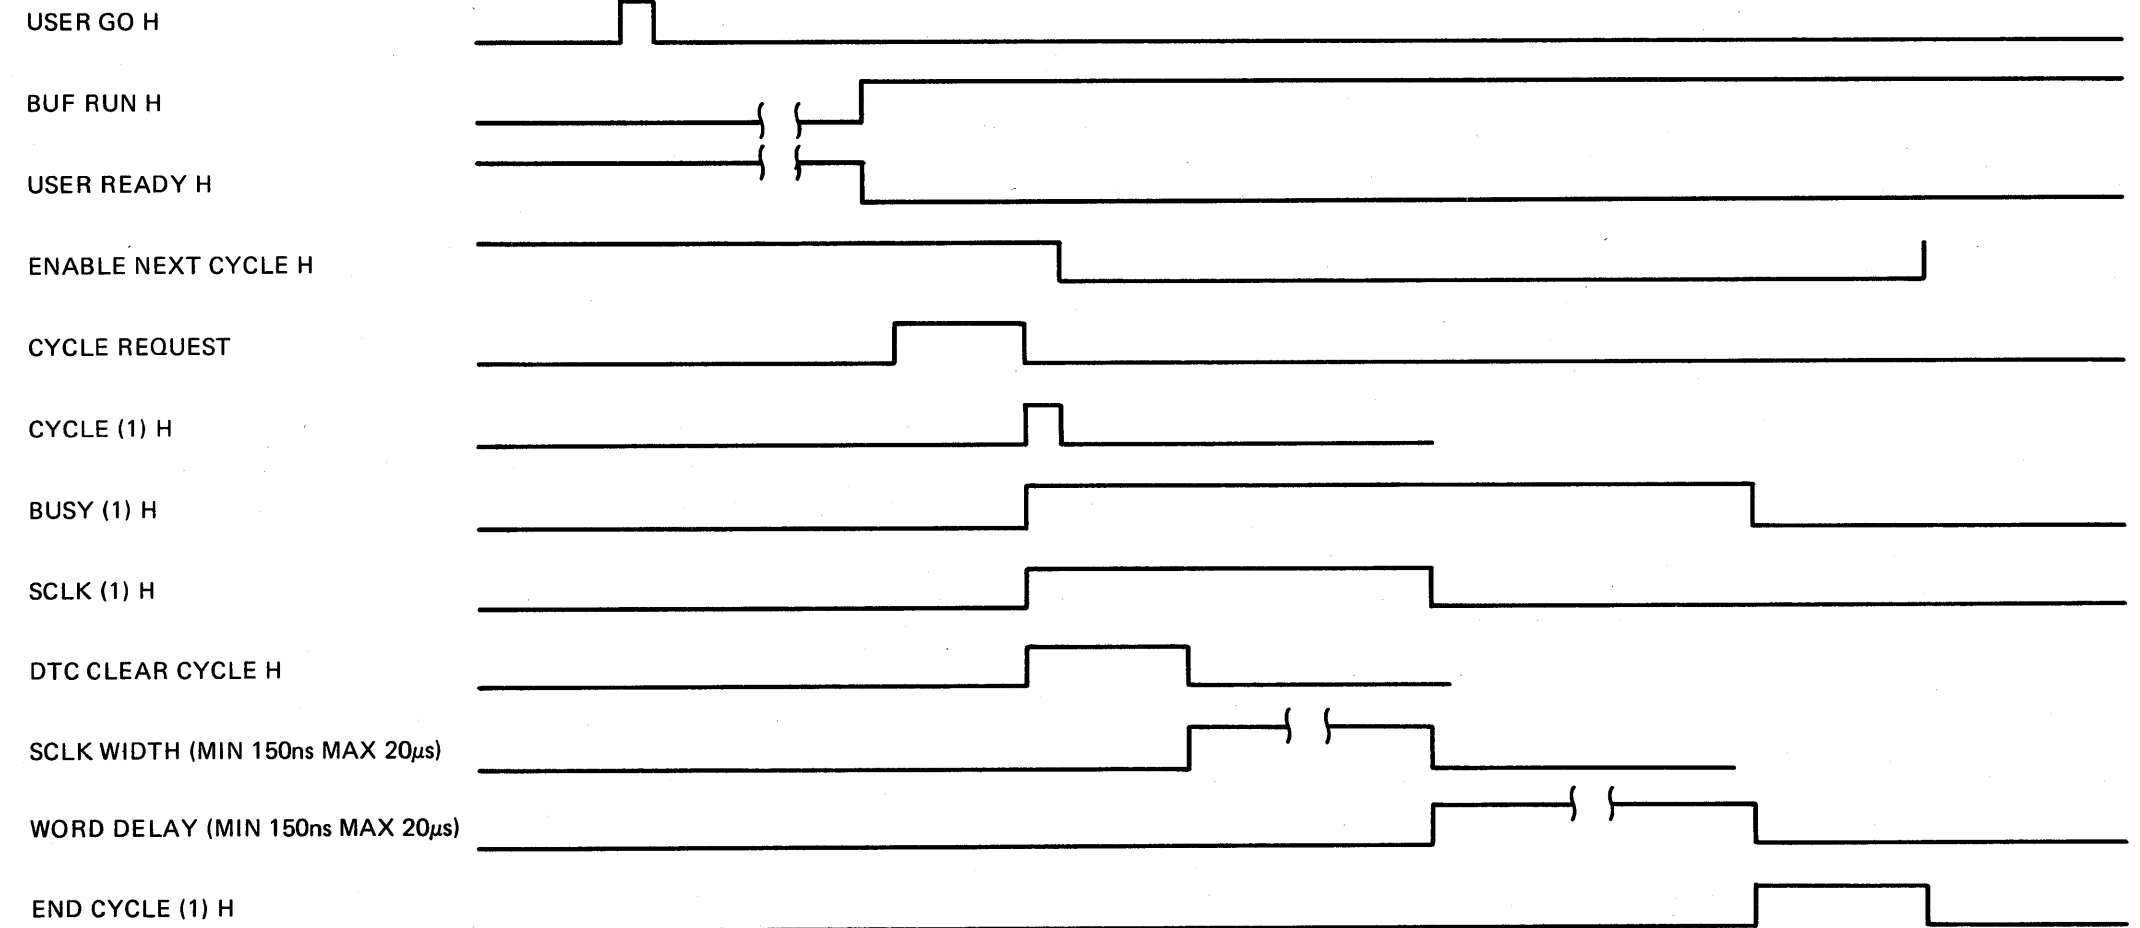 USER GO H
BUF RUN H
USER READY H
ENABLE NEXT CYCLE H
CYCLE REQUEST
CYCLE (1) H
BUSY (1) H
SCLK (1) H
DTC CLEAR CYCLE H
SCLK WIDTH (MIN 150ns MAX 20μs)
WORD DELAY (MIN 150ns MAX 20μs)
END CYCLE (1) H